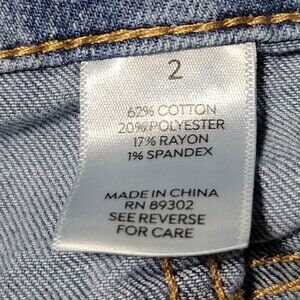 2
62% COTTON
20% POLYESTER
17% RAYON
1% SPANDEX
MADE IN CHINA
RN 89302
SEE REVERSE
FOR CARE